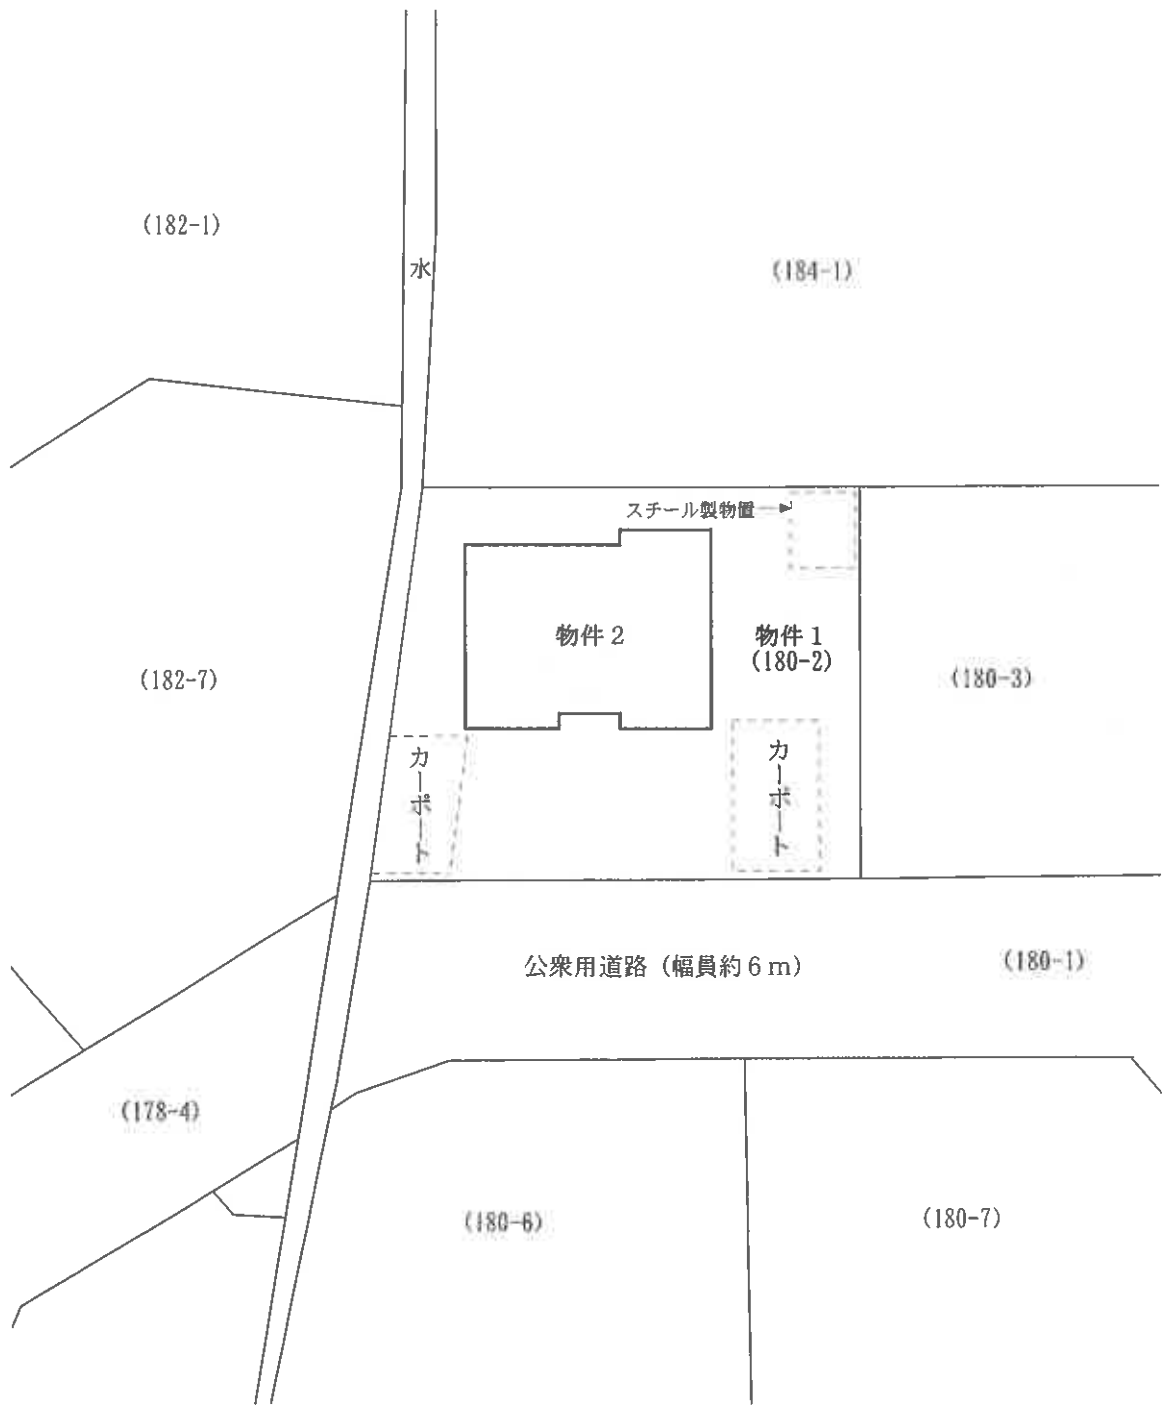 (182-1)
水
(184-1)
スチール製物置
物件２
物件１
(180-2)
(182-7)
(180-3)
カーポート
カーポート
公衆用道路（幅員約６ｍ）
(180-1)
(178-4)
(180-6)
(180-7)